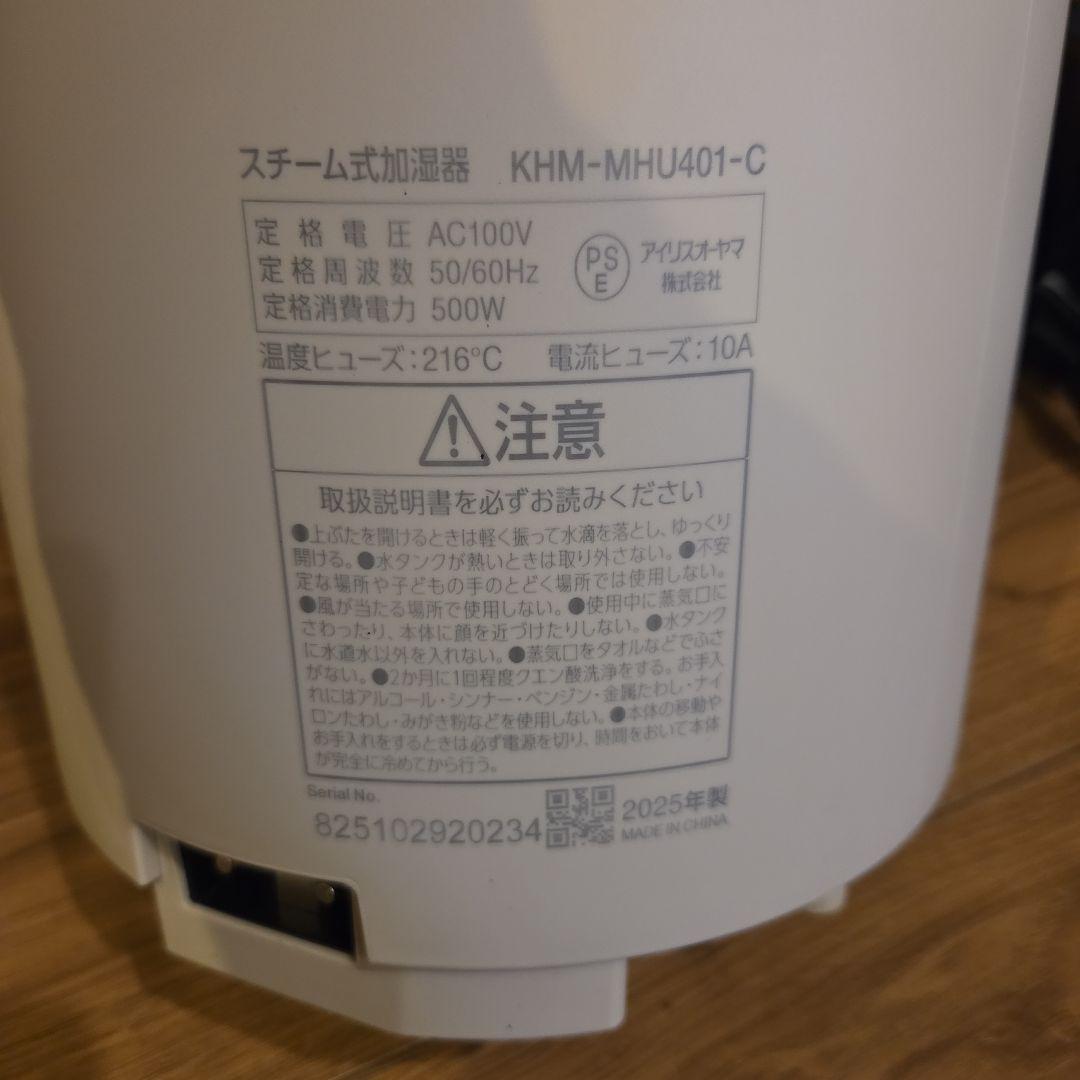 スチーム式加湿器 KHM-MHU401-C
定格電圧 AC100V
定格周波数 50/60Hz
定格消費電力 500W
PSE
アイリスオーヤマ
株式会社
温度ヒューズ:216℃ 電流ヒューズ:10A
⚠注意
取扱説明書を必ずお読みください
●上ぶたを開けるときは軽く振って水滴を落とし、ゆっくり
開ける。●水タンクが熱いときは取り外さない。●不安
定な場所や子どもの手のとどく場所では使用しない。
●風が当たる場所で使用しない。●使用中に蒸気口に
さわったり、本体に顔を近づけたりしない。●水タンク
に水道水以外を入れない。●蒸気口をタオルなどでふさ
がない。●2か月に1回程度クエン酸洗浄をする。お手入
れにはアルコール・シンナー・ベンジン・金属たわし・ナイ
ロンたわし・みがき粉などを使用しない。●本体の移動や
お手入れをするときは必ず電源を切り、時間をおいて本体
が完全に冷めてから行う。
Serial No.
825102920234
2025年製
MADE IN CHINA